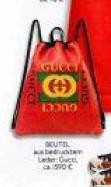 GUCCI
GUCCI
BEUTEL
aus bedrucktem
Leder: Gucci,
ca. 1590 €